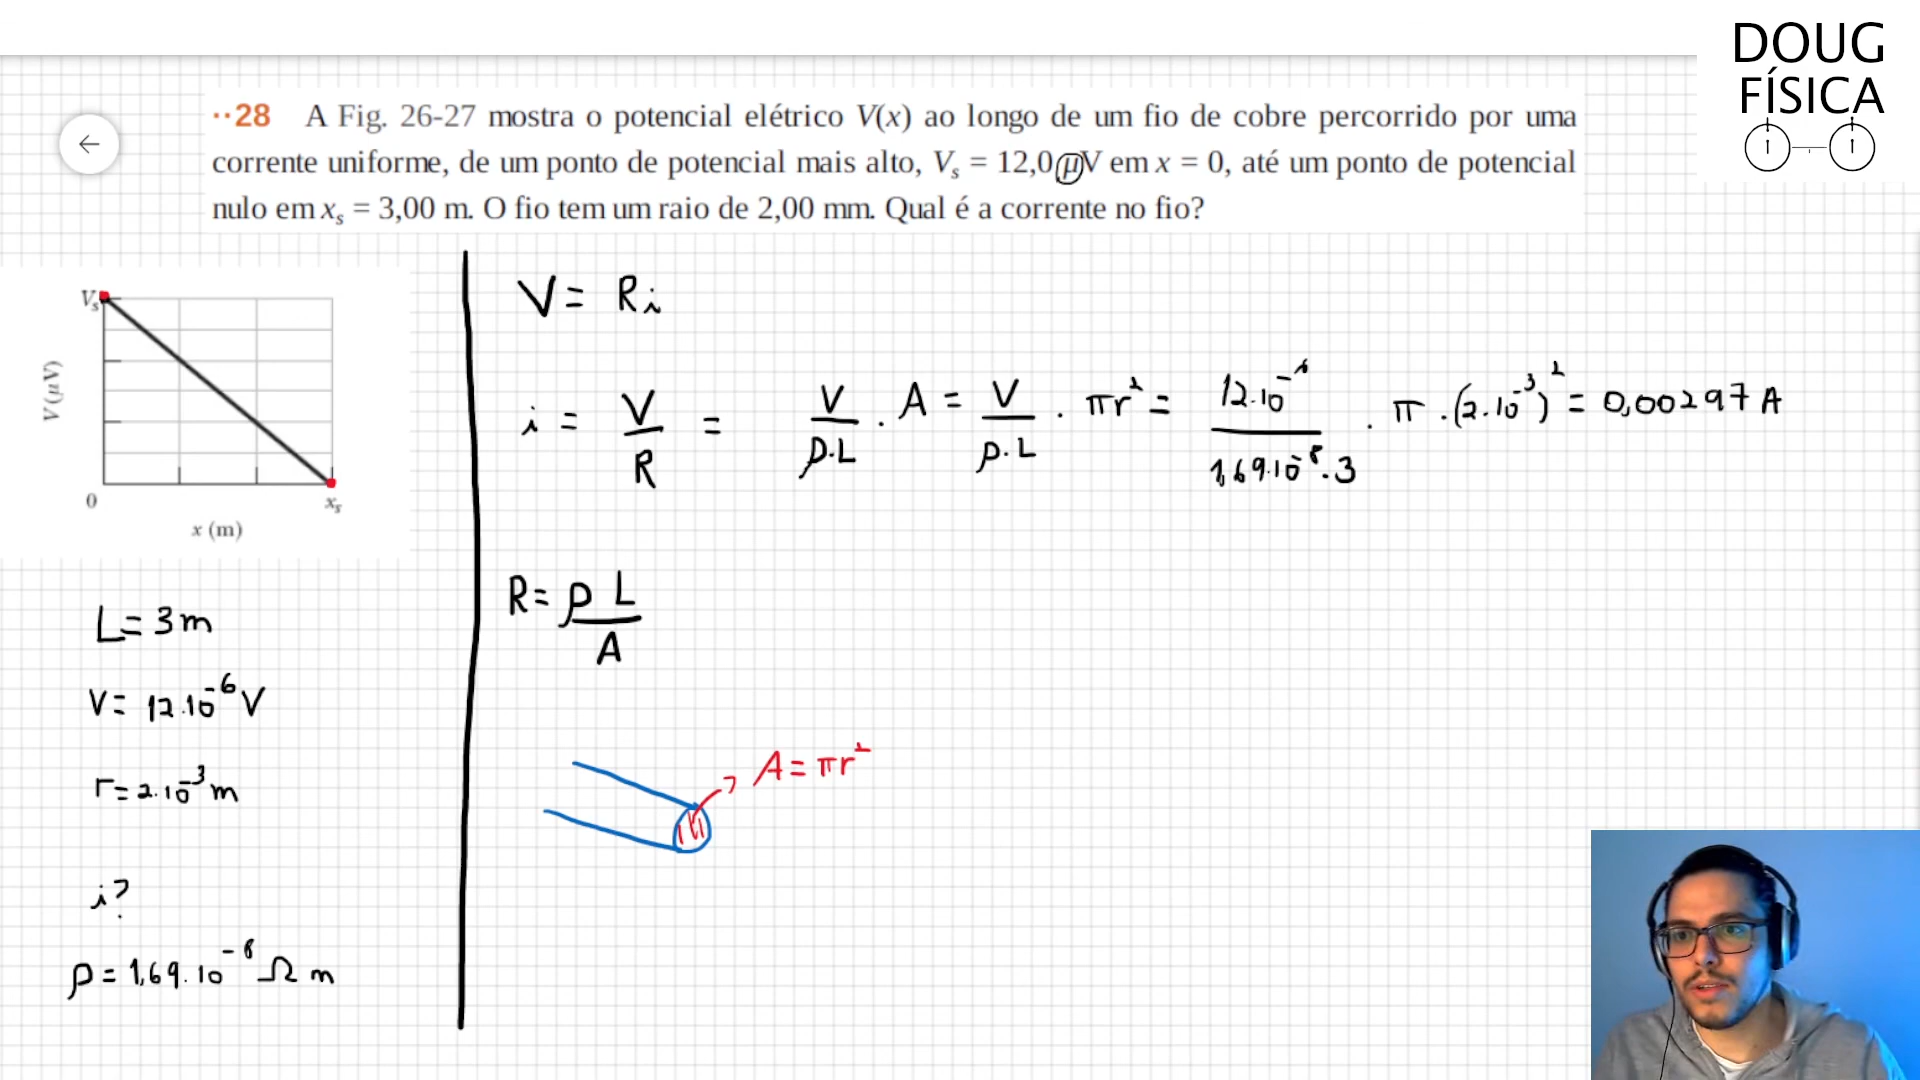 DOUG
FÍSICA
··28 A Fig. 26-27 mostra o potencial elétrico V(x) ao longo de um fio de cobre percorrido por uma
corrente uniforme, de um ponto de potencial mais alto, Vs = 12,0 μV em x = 0, até um ponto de potencial
nulo em xs = 3,00 m. O fio tem um raio de 2,00 mm. Qual é a corrente no fio?
Vs
V (μV)
0
xs
x (m)
L = 3m
V = 12.10⁻⁶ V
r = 2.10⁻³ m
i?
ρ = 1,69.10⁻⁸ Ω m
V = Ri
i = V/R = V/ρ.L . A = V/ρ.L . πr² = 12.10⁻⁶/1,69.10⁻⁸.3 . π.(2.10⁻³)² = 0,00297 A
R = ρL/A
A = πr²